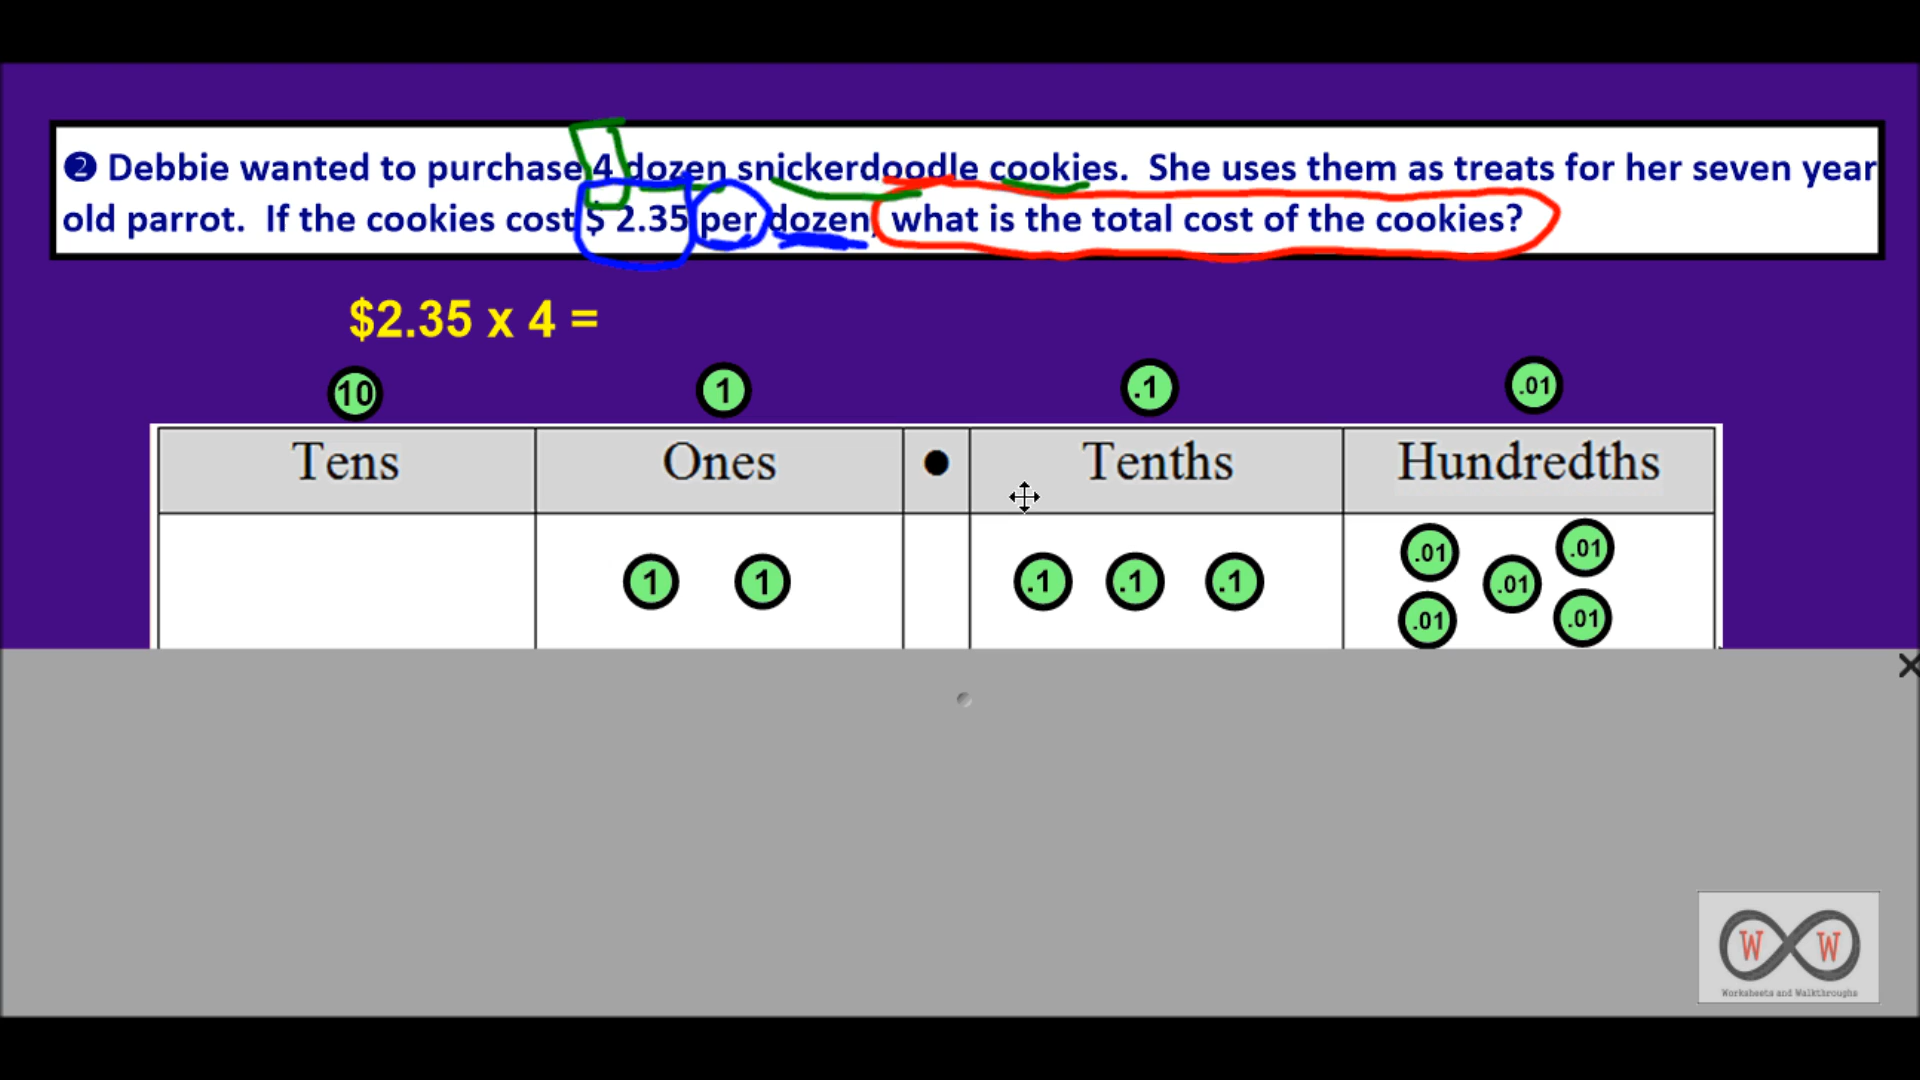 ❷ Debbie wanted to purchase 4 dozen snickerdoodle cookies. She uses them as treats for her seven year
old parrot. If the cookies cost $ 2.35 per dozen, what is the total cost of the cookies?
$2.35 x 4 =
10 1 .1 .01
Tens Ones ● Tenths Hundredths
1 1 .1 .1 .1 .01 .01 .01
.01 .01
W W
Worksheets and Walkthroughs